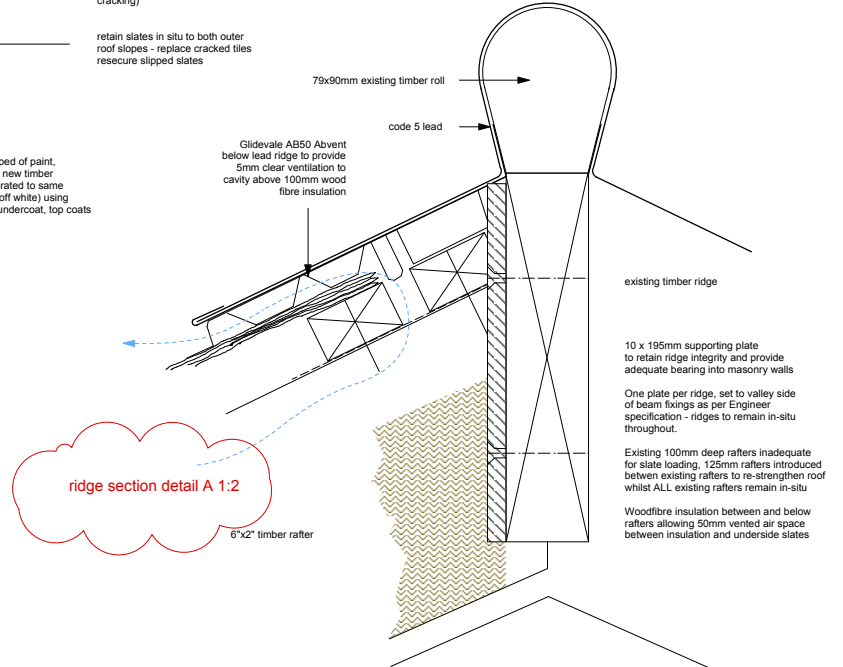 cracking)
retain slates in situ to both outer
roof slopes - replace cracked tiles
resecure slipped slates
79x90mm existing timber roll
code 5 lead
Glidevale AB50 Abvent
below lead ridge to provide
5mm clear ventilation to
cavity above 100mm wood
fibre insulation
ped of paint,
new timber
rated to same
off white) using
undercoat, top coats
existing timber ridge
10 x 195mm supporting plate
to retain ridge integrity and provide
adequate bearing into masonry walls
One plate per ridge, set to valley side
of beam fixings as per Engineer
specification - ridges to remain in-situ
throughout.
Existing 100mm deep rafters inadequate
for slate loading, 125mm rafters introduced
betwen existing rafters to re-strengthen roof
whilst ALL existing rafters remain in-situ
Woodfibre insulation between and below
rafters allowing 50mm vented air space
between insulation and underside slates
ridge section detail A 1:2
6"x2" timber rafter